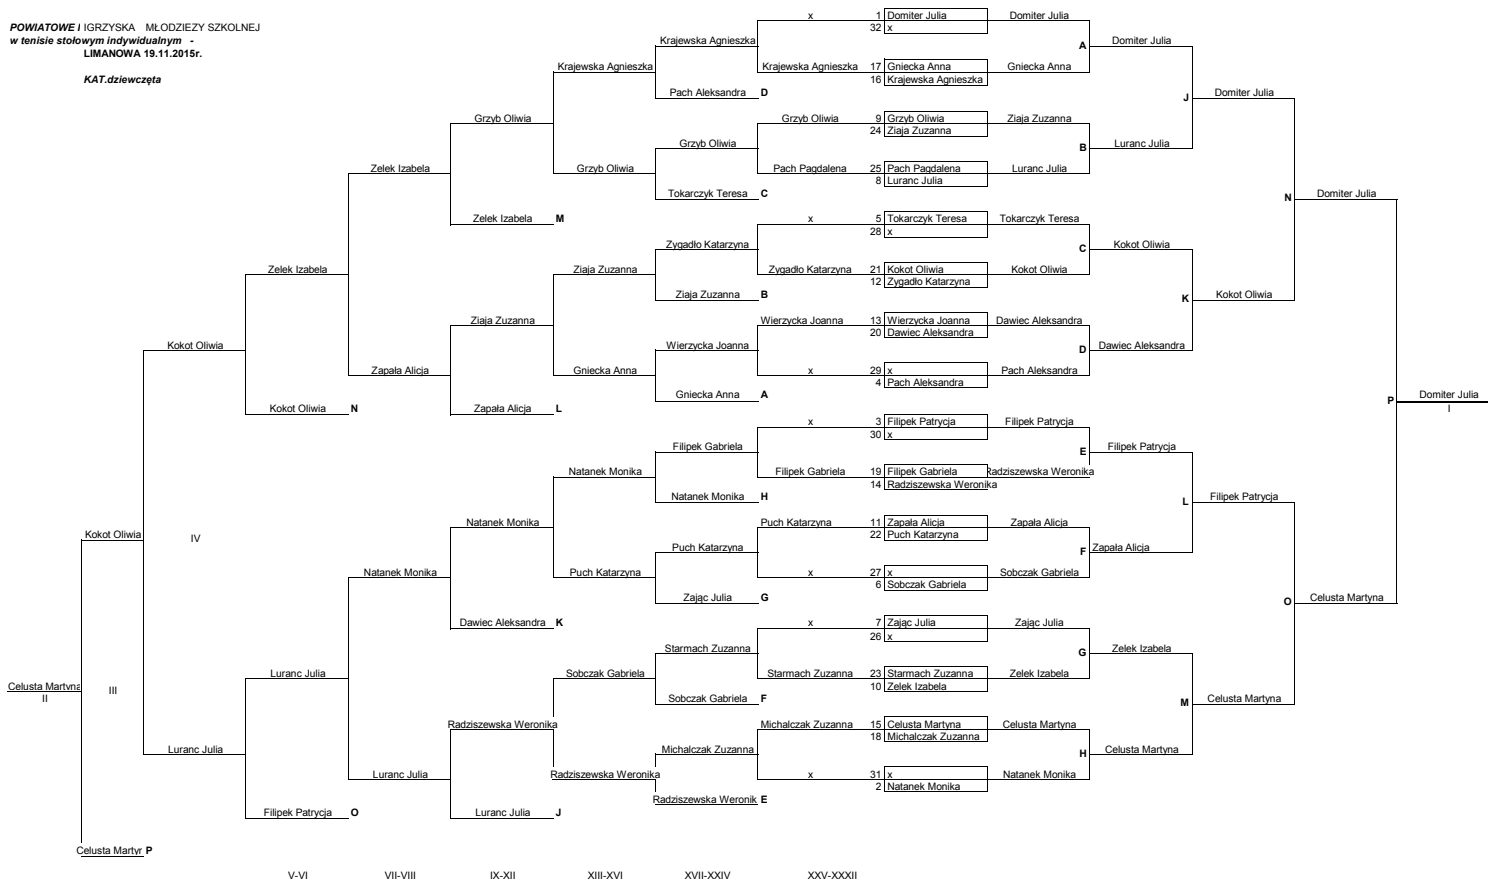 POWIATOWE I IGRZYSKA MŁODZIEZY SZKOLNEJ
w tenisie stołowym indywidualnym -
LIMANOWA 19.11.2015r.
KAT.dziewczęta
x 1 Domiter Julia Domiter Julia
32 x
Krajewska Agnieszka A Domiter Julia
Krajewska Agnieszka Krajewska Agnieszka 17 Gniecka Anna Gniecka Anna
16 Krajewska Agnieszka
Pach Aleksandra D J Domiter Julia
Grzyb Oliwia Grzyb Oliwia 9 Grzyb Oliwia Ziaja Zuzanna
24 Ziaja Zuzanna
Grzyb Oliwia B Luranc Julia
Zelek Izabela Grzyb Oliwia Pach Pagdalena 25 Pach Pagdalena Luranc Julia
8 Luranc Julia
Tokarczyk Teresa C N Domiter Julia
Zelek Izabela M x 5 Tokarczyk Teresa Tokarczyk Teresa
28 x
Zygadło Katarzyna C Kokot Oliwia
Zelek Izabela Ziaja Zuzanna Zygadło Katarzyna 21 Kokot Oliwia Kokot Oliwia
12 Zygadło Katarzyna
Ziaja Zuzanna B K Kokot Oliwia
Ziaja Zuzanna Wierzycka Joanna 13 Wierzycka Joanna Dawiec Aleksandra
20 Dawiec Aleksandra
Kokot Oliwia Wierzycka Joanna D Dawiec Aleksandra
Zapała Alicja Gniecka Anna x 29 x Pach Aleksandra
4 Pach Aleksandra
Gniecka Anna A P Domiter Julia
Kokot Oliwia N Zapała Alicja L I
x 3 Filipek Patrycja Filipek Patrycja
30 x
Filipek Gabriela E Filipek Patrycja
Natanek Monika Filipek Gabriela 19 Filipek Gabriela Radziszewska Weronika
14 Radziszewska Weronika
Natanek Monika H L Filipek Patrycja
Natanek Monika Puch Katarzyna 11 Zapała Alicja Zapała Alicja
22 Puch Katarzyna
Kokot Oliwia IV
Puch Katarzyna F Zapała Alicja
Natanek Monika Puch Katarzyna x 27 x Sobczak Gabriela
6 Sobczak Gabriela
Zając Julia G O Celusta Martyna
Dawiec Aleksandra K x 7 Zając Julia Zając Julia
26 x
Starmach Zuzanna G Zelek Izabela
Luranc Julia Sobczak Gabriela Starmach Zuzanna 23 Starmach Zuzanna Zelek Izabela
10 Zelek Izabela
Celusta Martyna III
II
Sobczak Gabriela F M Celusta Martyna
Radziszewska Weronika Michalczak Zuzanna 15 Celusta Martyna Celusta Martyna
18 Michalczak Zuzanna
Luranc Julia Michalczak Zuzanna H Celusta Martyna
Luranc Julia Radziszewska Weronika x 31 x Natanek Monika
2 Natanek Monika
Radziszewska Weronik E
Filipek Patrycja O Luranc Julia J
Celusta Martyr P
V-VI VII-VIII IX-XII XIII-XVI XVII-XXIV XXV-XXXII